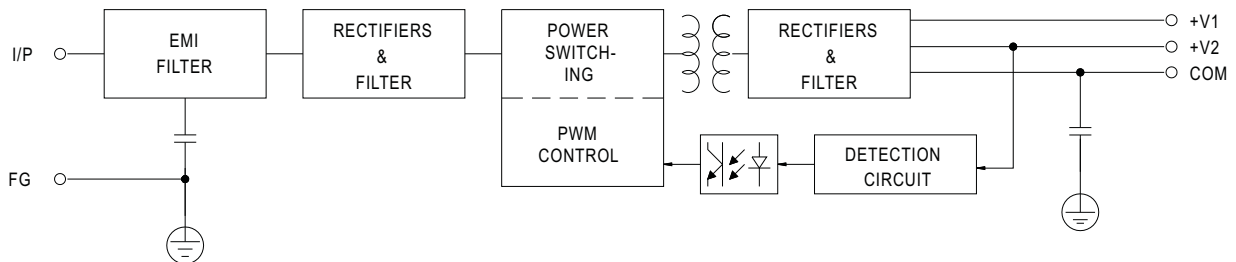 I/P
EMI
FILTER
RECTIFIERS
&
FILTER
POWER
SWITCH-
ING
PWM
CONTROL
RECTIFIERS
&
FILTER
+V1
+V2
COM
DETECTION
CIRCUIT
FG